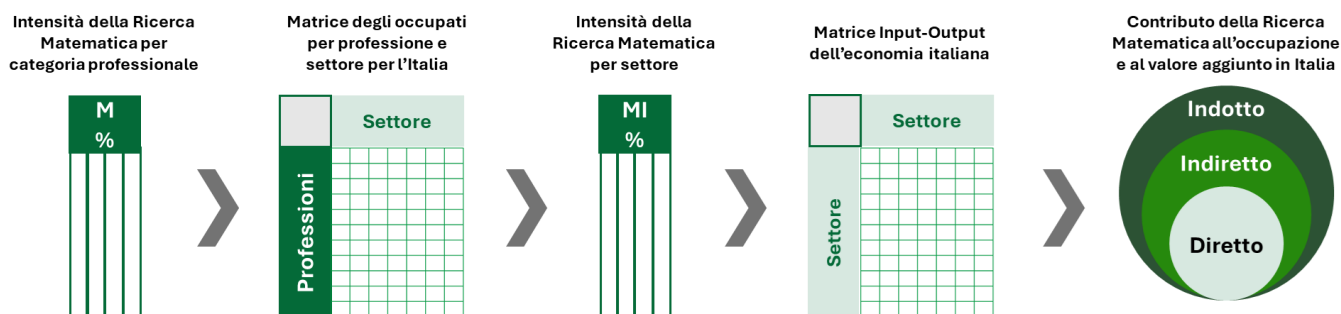 Intensità della Ricerca
Matematica per
categoria professionale
M
%
Matrice degli occupati
per professione e
settore per l'Italia
Settore
Professioni
Intensità della
Ricerca Matematica
per settore
MI
%
Matrice Input-Output
dell'economia italiana
Settore
Settore
Contributo della Ricerca
Matematica all'occupazione
e al valore aggiunto in Italia
Indotto
Indiretto
Diretto